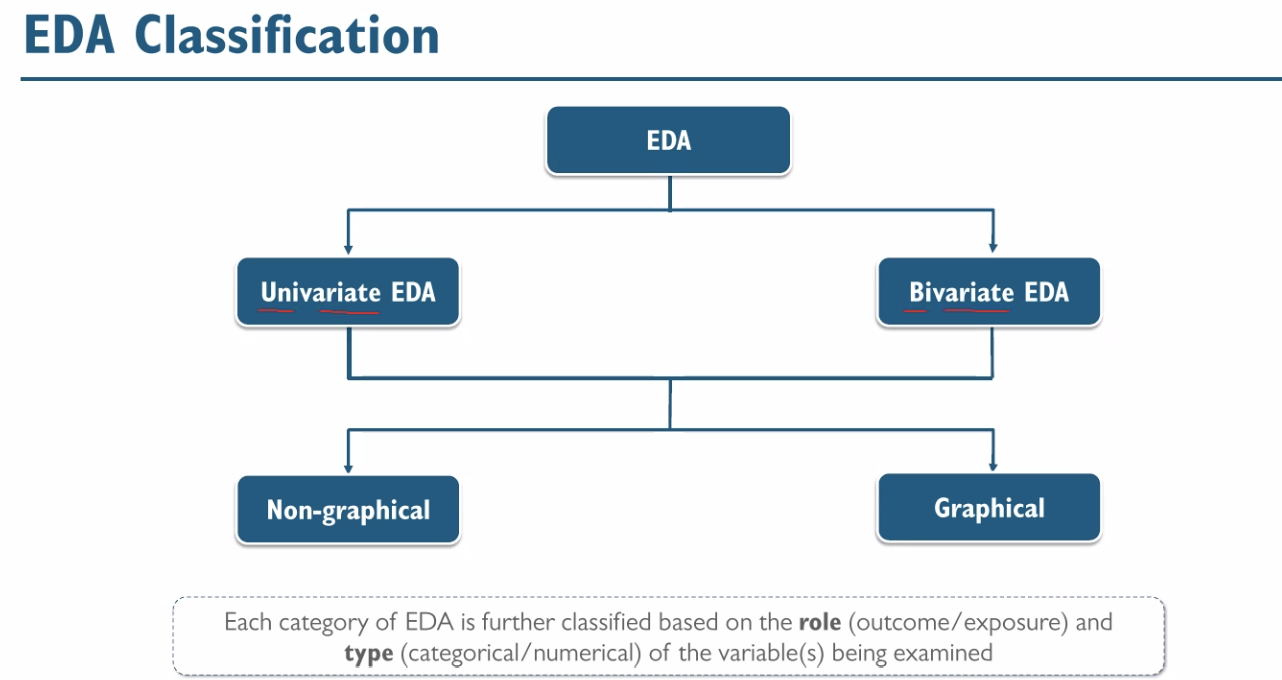 EDA Classification
EDA
Univariate EDA
Bivariate EDA
Non-graphical
Graphical
Each category of EDA is further classified based on the role (outcome/exposure) and
type (categorical/numerical) of the variable(s) being examined